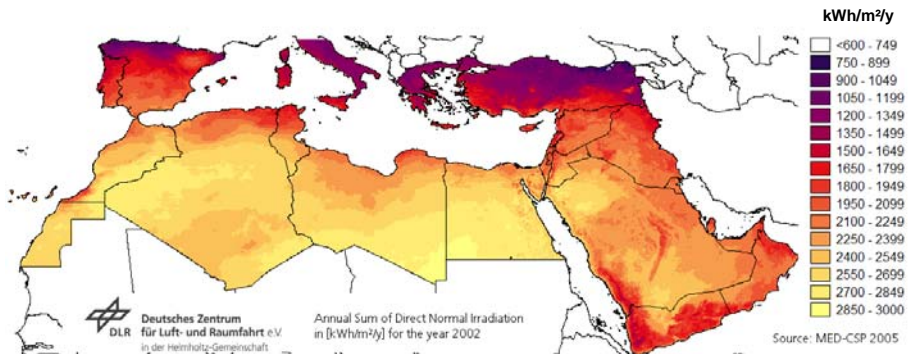 kWh/m²/y
<600 - 749
750 - 899
900 - 1049
1050 - 1199
1200 - 1349
1350 - 1499
1500 - 1649
1650 - 1799
1800 - 1949
1950 - 2099
2100 - 2249
2250 - 2399
2400 - 2549
2550 - 2699
2700 - 2849
2850 - 3000
Source: MED-CSP 2005
DLR
Deutsches Zentrum
für Luft- und Raumfahrt e.V.
in der Helmholtz-Gemeinschaft
Annual Sum of Direct Normal Irradiation
in [kWh/m²/y] for the year 2002